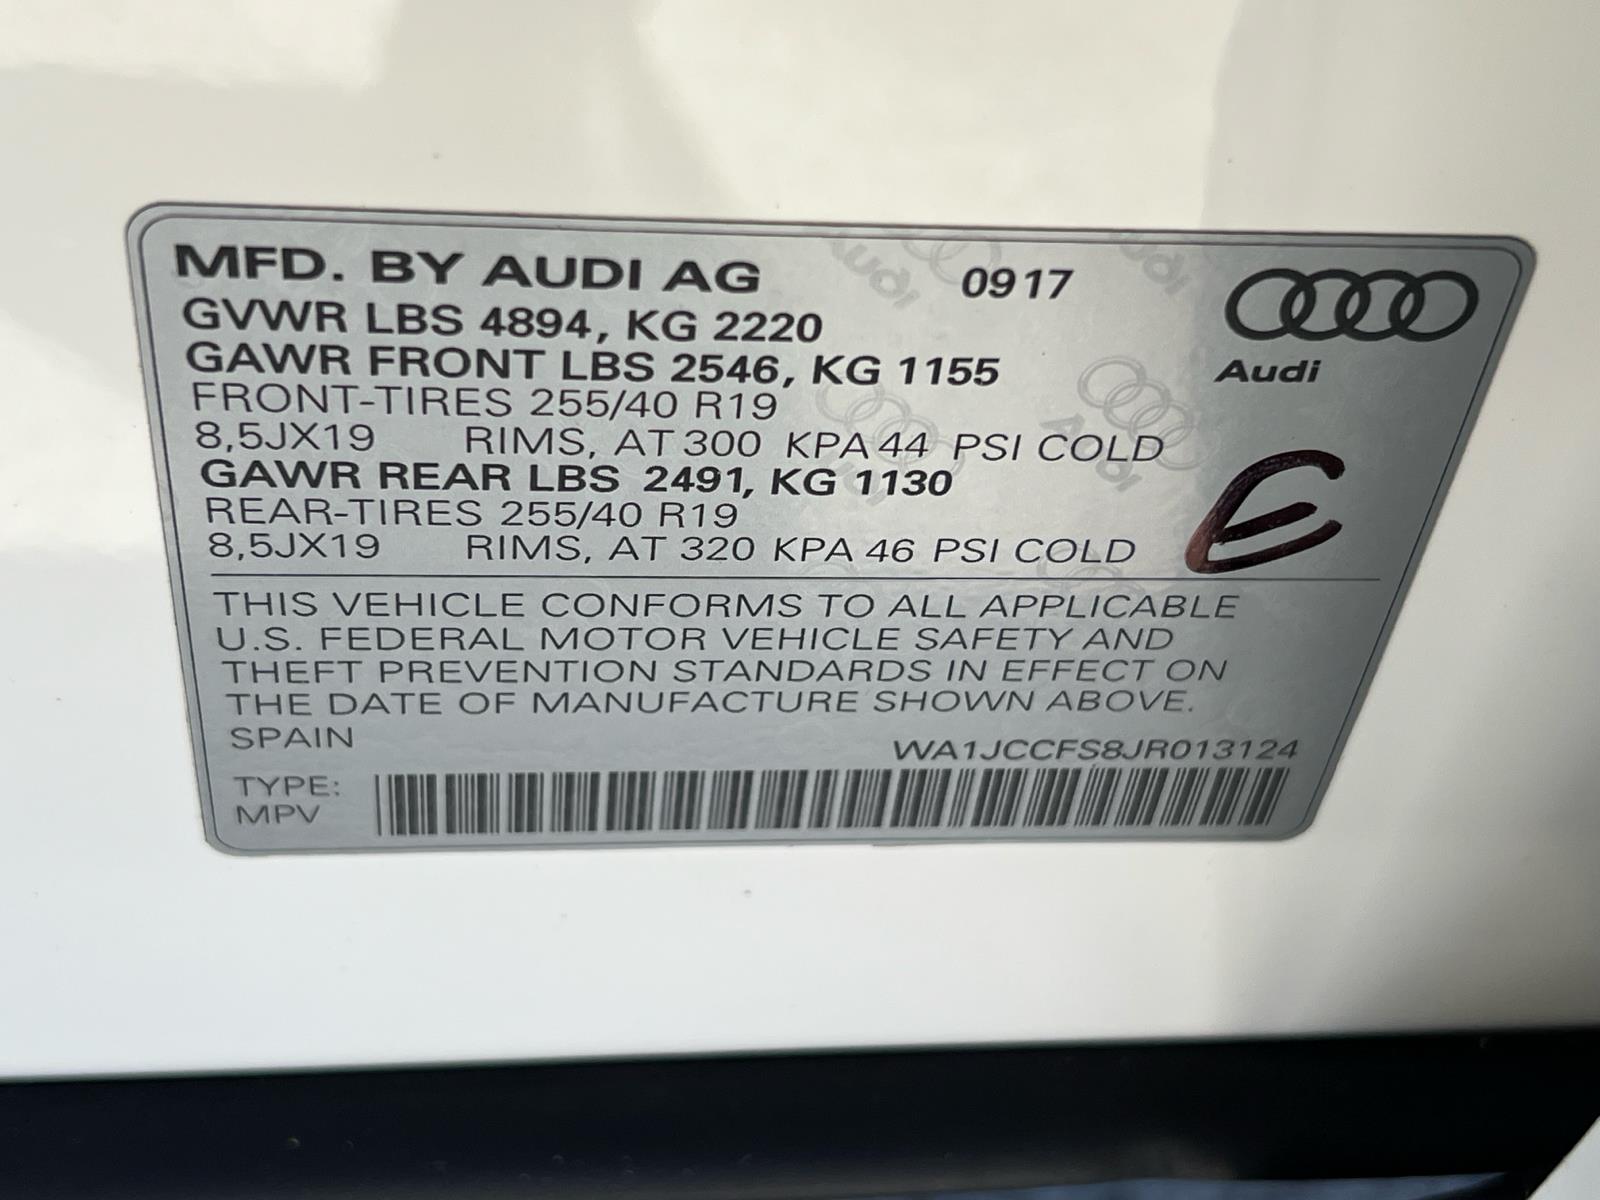 MFD. BY AUDI AG 0917
Audi
GVWR LBS 4894, KG 2220
GAWR FRONT LBS 2546, KG 1155
FRONT-TIRES 255/40 R19
8,5JX19 RIMS, AT 300 KPA 44 PSI COLD
GAWR REAR LBS 2491, KG 1130
REAR-TIRES 255/40 R19
8,5JX19 RIMS, AT 320 KPA 46 PSI COLD
E
THIS VEHICLE CONFORMS TO ALL APPLICABLE
U.S. FEDERAL MOTOR VEHICLE SAFETY AND
THEFT PREVENTION STANDARDS IN EFFECT ON
THE DATE OF MANUFACTURE SHOWN ABOVE.
SPAIN WA1JCCFS8JR013124
TYPE:
MPV